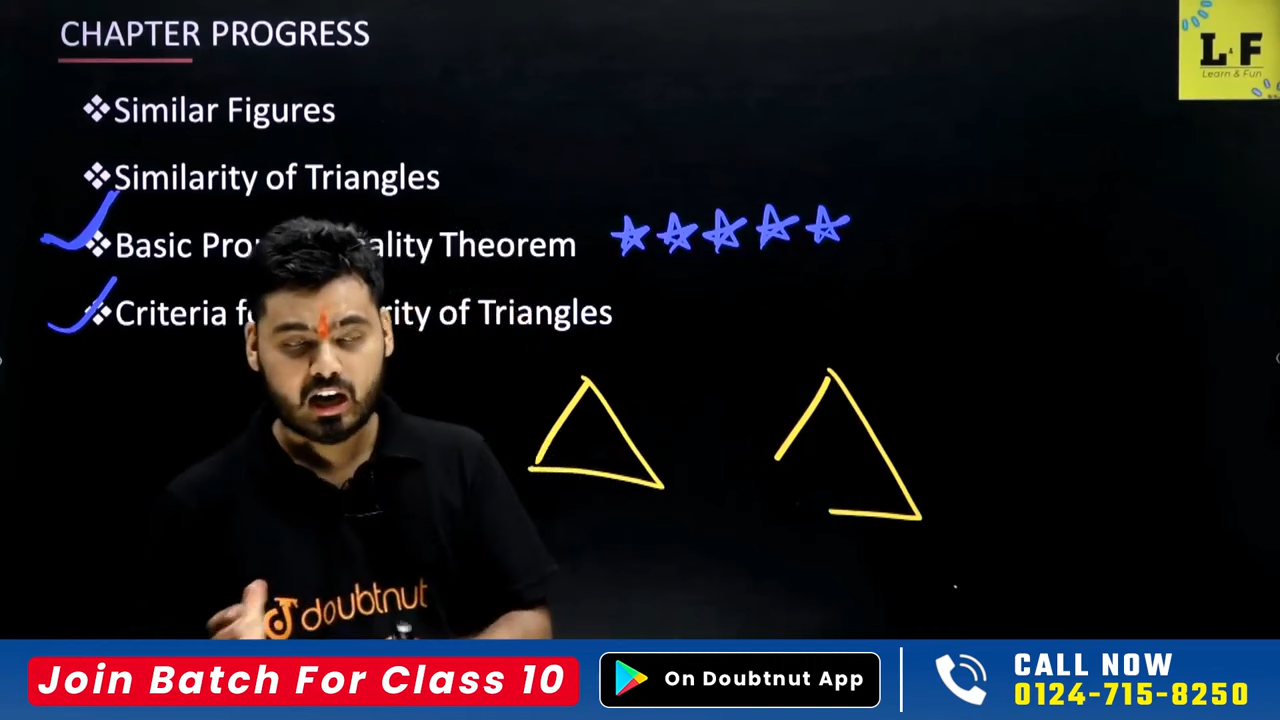 CHAPTER PROGRESS
L&F
Learn & Fun
❖Similar Figures
❖Similarity of Triangles
❖Basic Pro ality Theorem
❖Criteria f rity of Triangles
doubtnut
Join Batch For Class 10
On Doubtnut App
CALL NOW
0124-715-8250